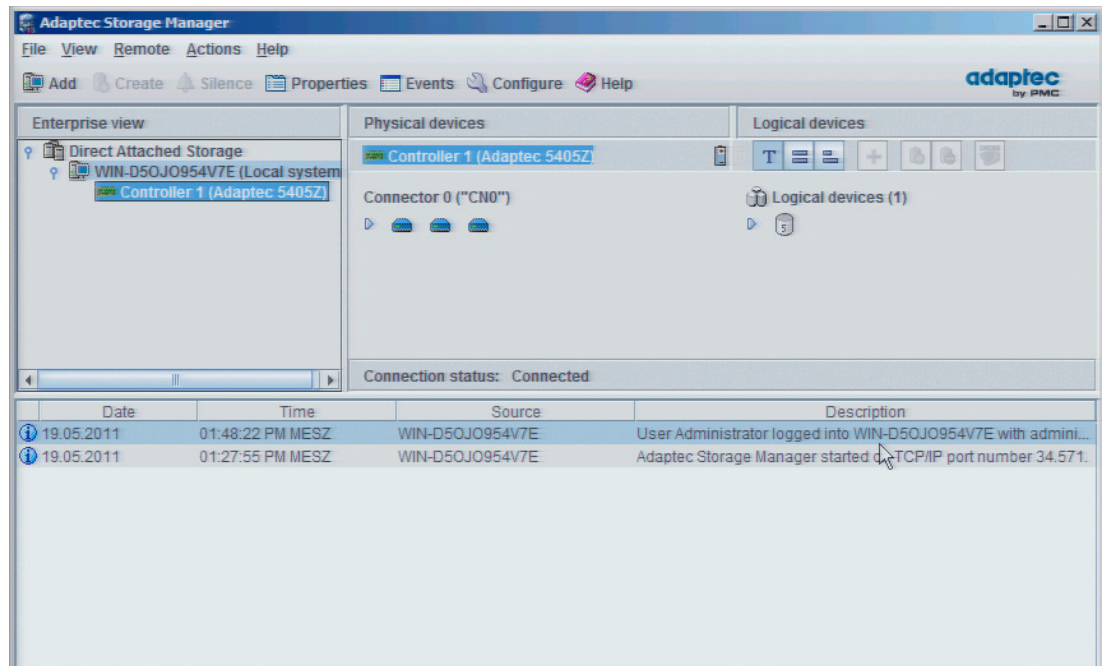 Adaptec Storage Manager
File View Remote Actions Help
Add Create Silence Properties Events Configure Help
adaptec
by PMC
Enterprise view
Direct Attached Storage
WIN-D5OJO954V7E (Local system
Controller 1 (Adaptec 5405Z)
Physical devices
Controller 1 (Adaptec 5405Z)
Connector 0 ("CN0")
Logical devices
T
Logical devices (1)
5
Connection status: Connected
Date Time Source Description
19.05.2011 01:48:22 PM MESZ WIN-D5OJO954V7E User Administrator logged into WIN-D5OJO954V7E with admini...
19.05.2011 01:27:55 PM MESZ WIN-D5OJO954V7E Adaptec Storage Manager started TCP/IP port number 34.571.